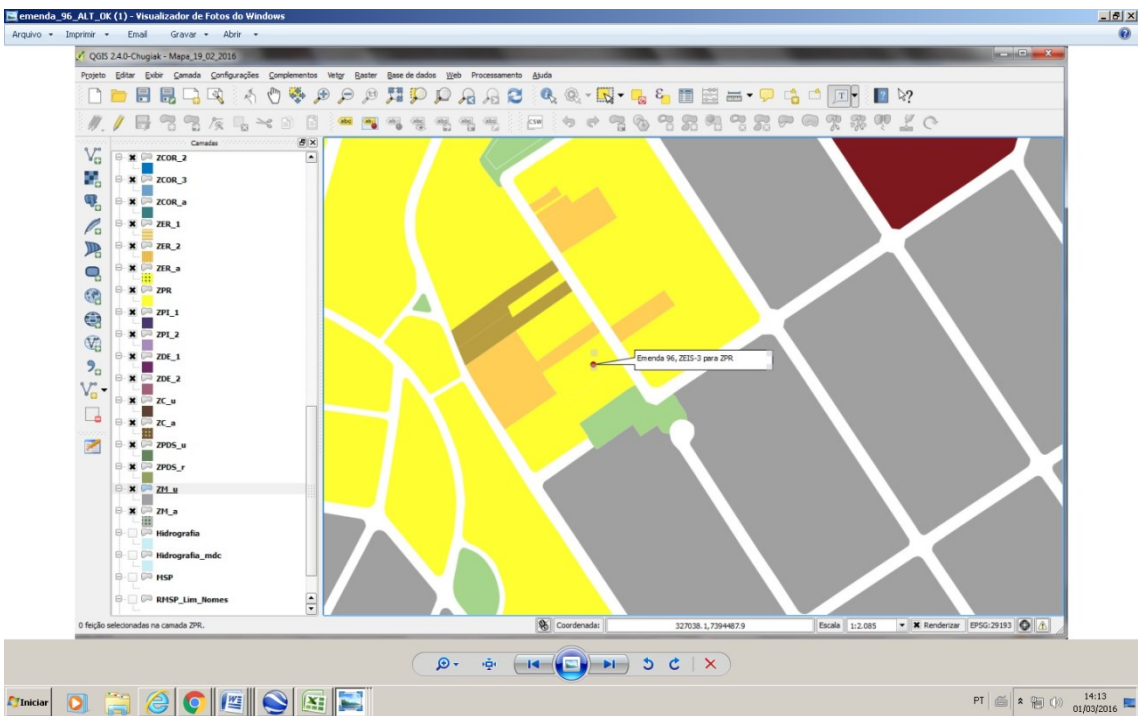 emenda_96_ALT_OK (1) - Visualizador de Fotos do Windows
Arquivo Imprimir Email Gravar Abrir
QGIS 2.4.0-Chugiak - Mapa_19_02_2016
Projeto Editar Exibir Camada Configurações Complementos Vetor Raster Base de dados Web Processamento Ajuda
abc CSW
Camadas
ZCOR_2
ZCOR_3
ZCOR_a
ZER_1
ZER_2
ZER_a
ZPR
ZPI_1
ZPI_2
ZDE_1
ZDE_2
ZC_u
ZC_a
ZPDS_u
ZPDS_r
ZM_u
ZM_a
Hidrografia
Hidrografia_mdc
MSP
RMSP_Lim_Nomes
Emenda 96, ZEIS-3 para ZPR
0 feição selecionadas na camada ZPR.
Coordenada: 327038.1,7394487.9 Escala 1:2.085 Renderizar EPSG:29193
Iniciar PT 14:13
01/03/2016